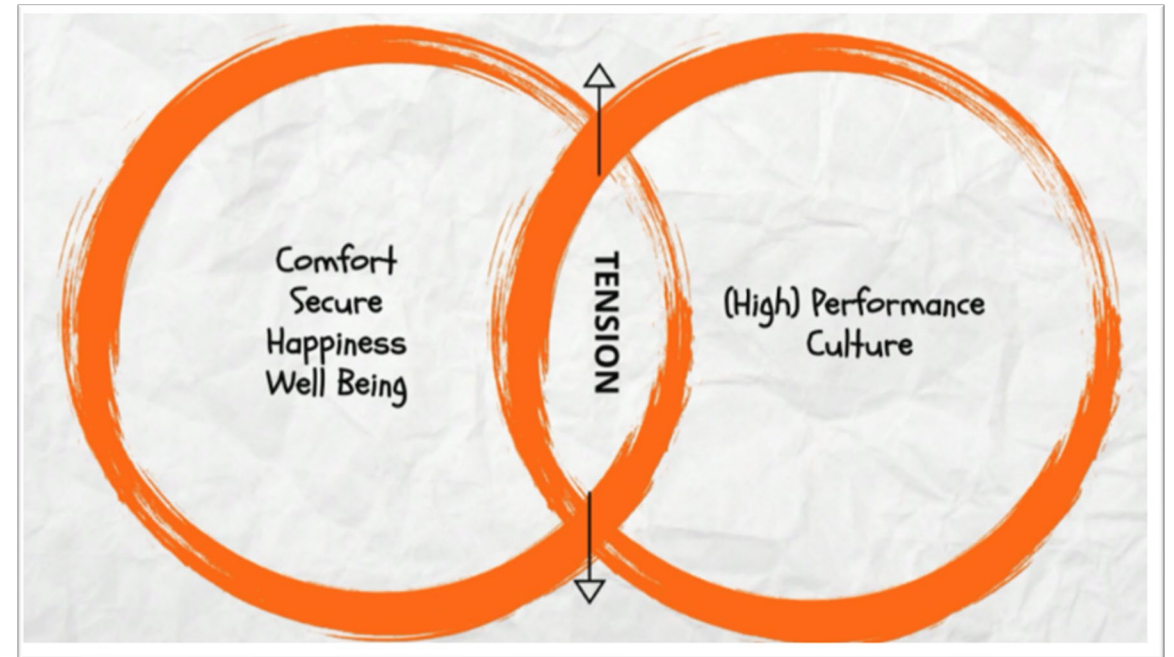 Comfort
Secure
Happiness
Well Being
TENSION
(High) Performance
Culture